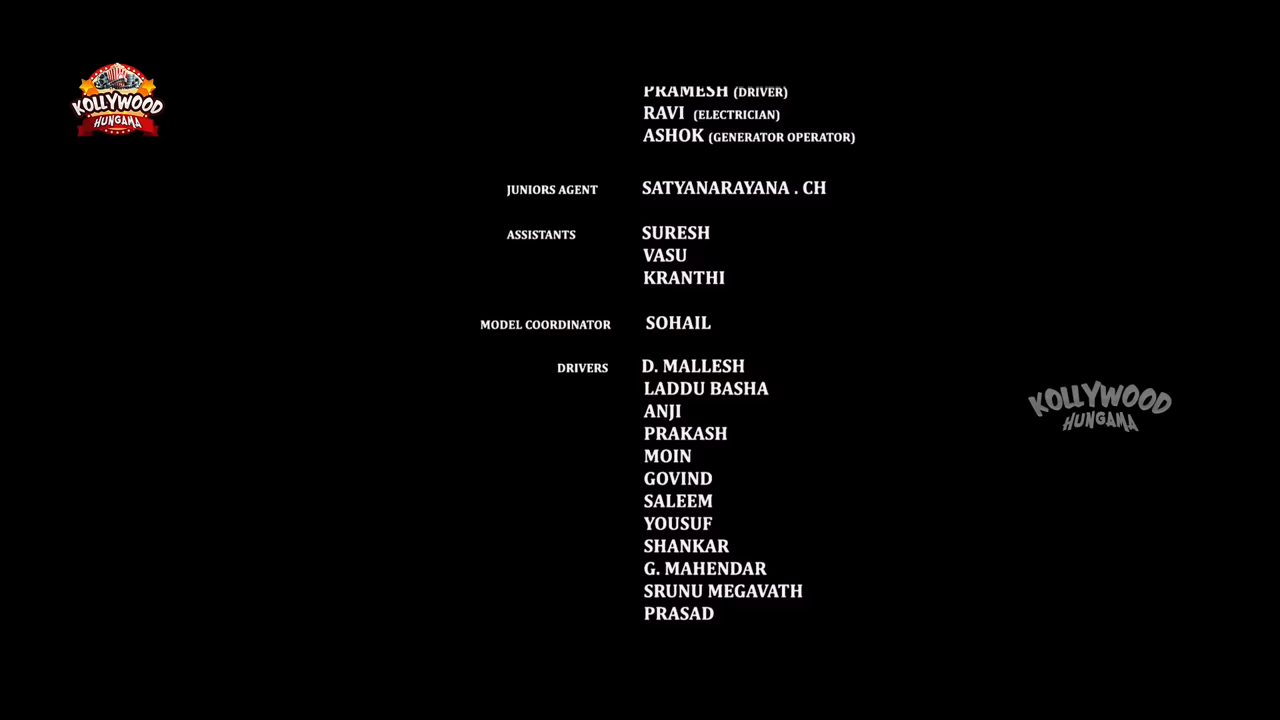 KOLLYWOOD
HUNGAMA
PRAMESH (DRIVER)
RAVI (ELECTRICIAN)
ASHOK (GENERATOR OPERATOR)
JUNIORS AGENT SATYANARAYANA . CH
ASSISTANTS SURESH
VASU
KRANTHI
MODEL COORDINATOR SOHAIL
DRIVERS D. MALLESH
LADDU BASHA
ANJI
PRAKASH
MOIN
GOVIND
SALEEM
YOUSUF
SHANKAR
G. MAHENDAR
SRUNU MEGAVATH
PRASAD
KOLLYWOOD
HUNGAMA